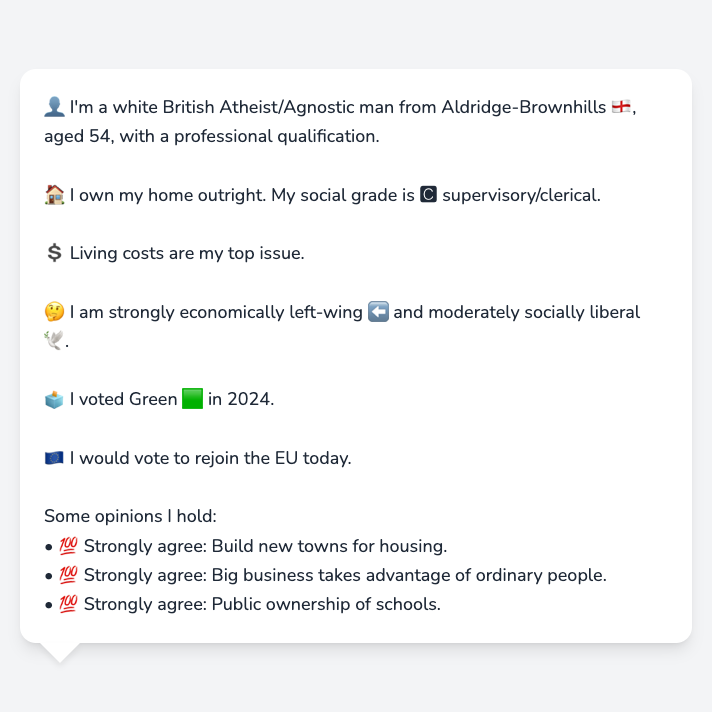 👤 I'm a white British Atheist/Agnostic man from Aldridge-Brownhills 🏴󠁧󠁢󠁥󠁮󠁧󠁿,
aged 54, with a professional qualification.
🏠 I own my home outright. My social grade is 🅲 supervisory/clerical.
💲 Living costs are my top issue.
🤔 I am strongly economically left-wing ⬅️ and moderately socially liberal
🕊️.
🗳️ I voted Green 🟩 in 2024.
🇪🇺 I would vote to rejoin the EU today.
Some opinions I hold:
• 💯 Strongly agree: Build new towns for housing.
• 💯 Strongly agree: Big business takes advantage of ordinary people.
• 💯 Strongly agree: Public ownership of schools.